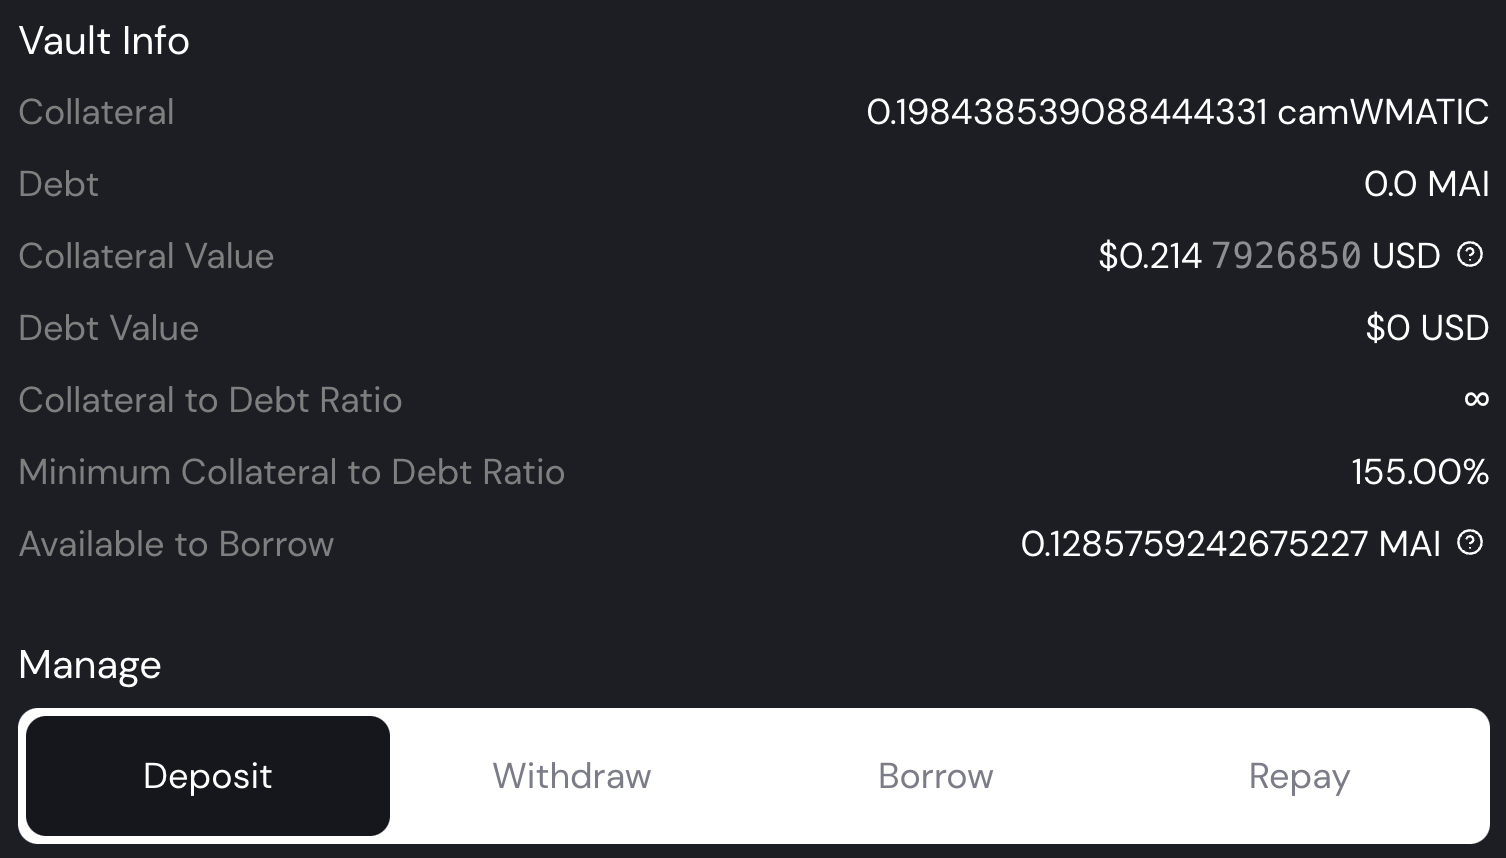 Vault Info
Collateral 0.198438539088444331 camWMATIC
Debt 0.0 MAI
Collateral Value $0.214 7926850 USD
Debt Value $0 USD
Collateral to Debt Ratio ∞
Minimum Collateral to Debt Ratio 155.00%
Available to Borrow 0.1285759242675227 MAI
Manage
Deposit Withdraw Borrow Repay